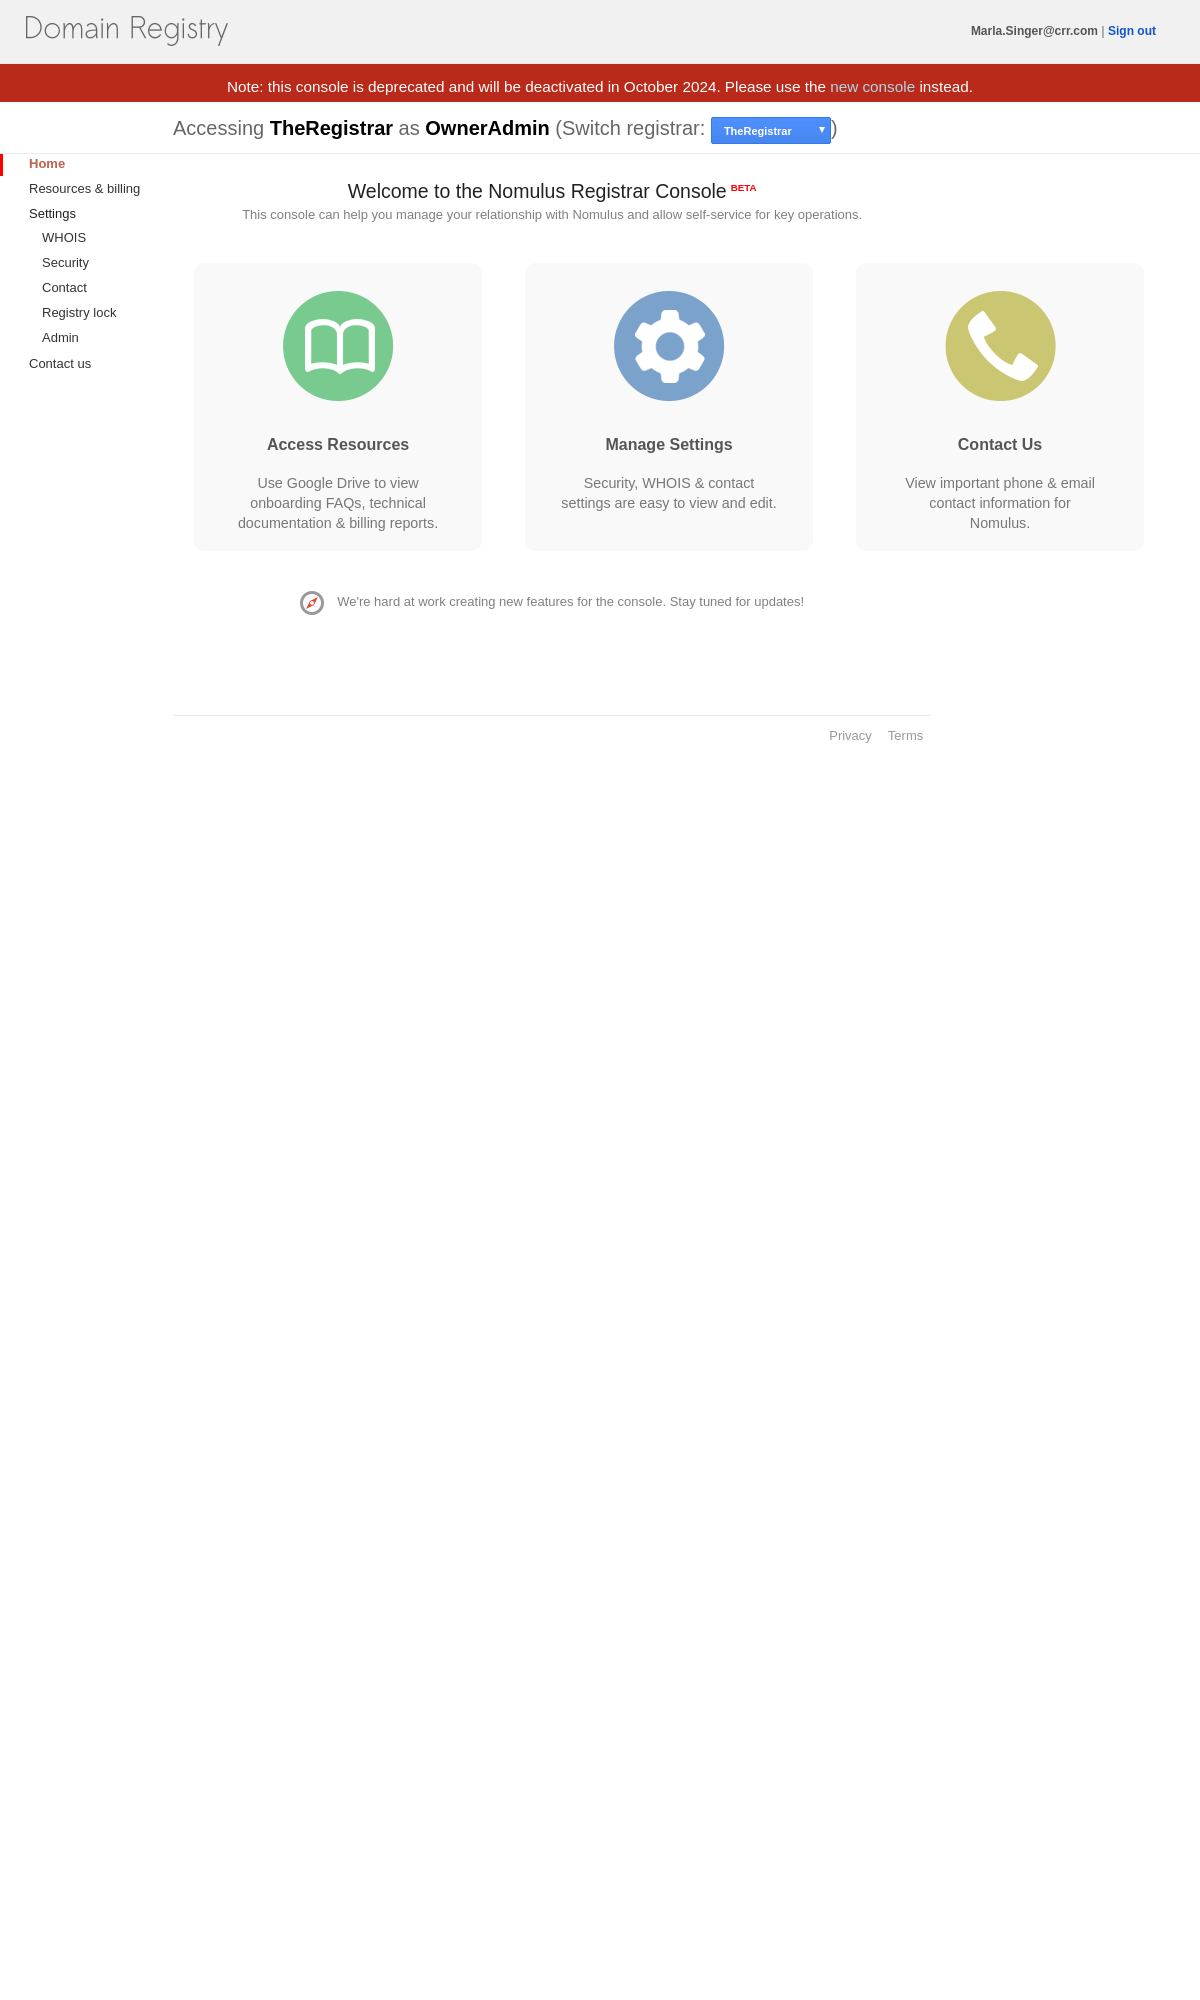 Domain Registry
Marla.Singer@crr.com | Sign out
Note: this console is deprecated and will be deactivated in October 2024. Please use the new console instead.
Accessing TheRegistrar as OwnerAdmin (Switch registrar: TheRegistrar ▼)
Home
Resources & billing
Settings
WHOIS
Security
Contact
Registry lock
Admin
Contact us
Welcome to the Nomulus Registrar Console BETA
This console can help you manage your relationship with Nomulus and allow self-service for key operations.
Access Resources
Use Google Drive to view
onboarding FAQs, technical
documentation & billing reports.
Manage Settings
Security, WHOIS & contact
settings are easy to view and edit.
Contact Us
View important phone & email
contact information for
Nomulus.
We're hard at work creating new features for the console. Stay tuned for updates!
Privacy Terms